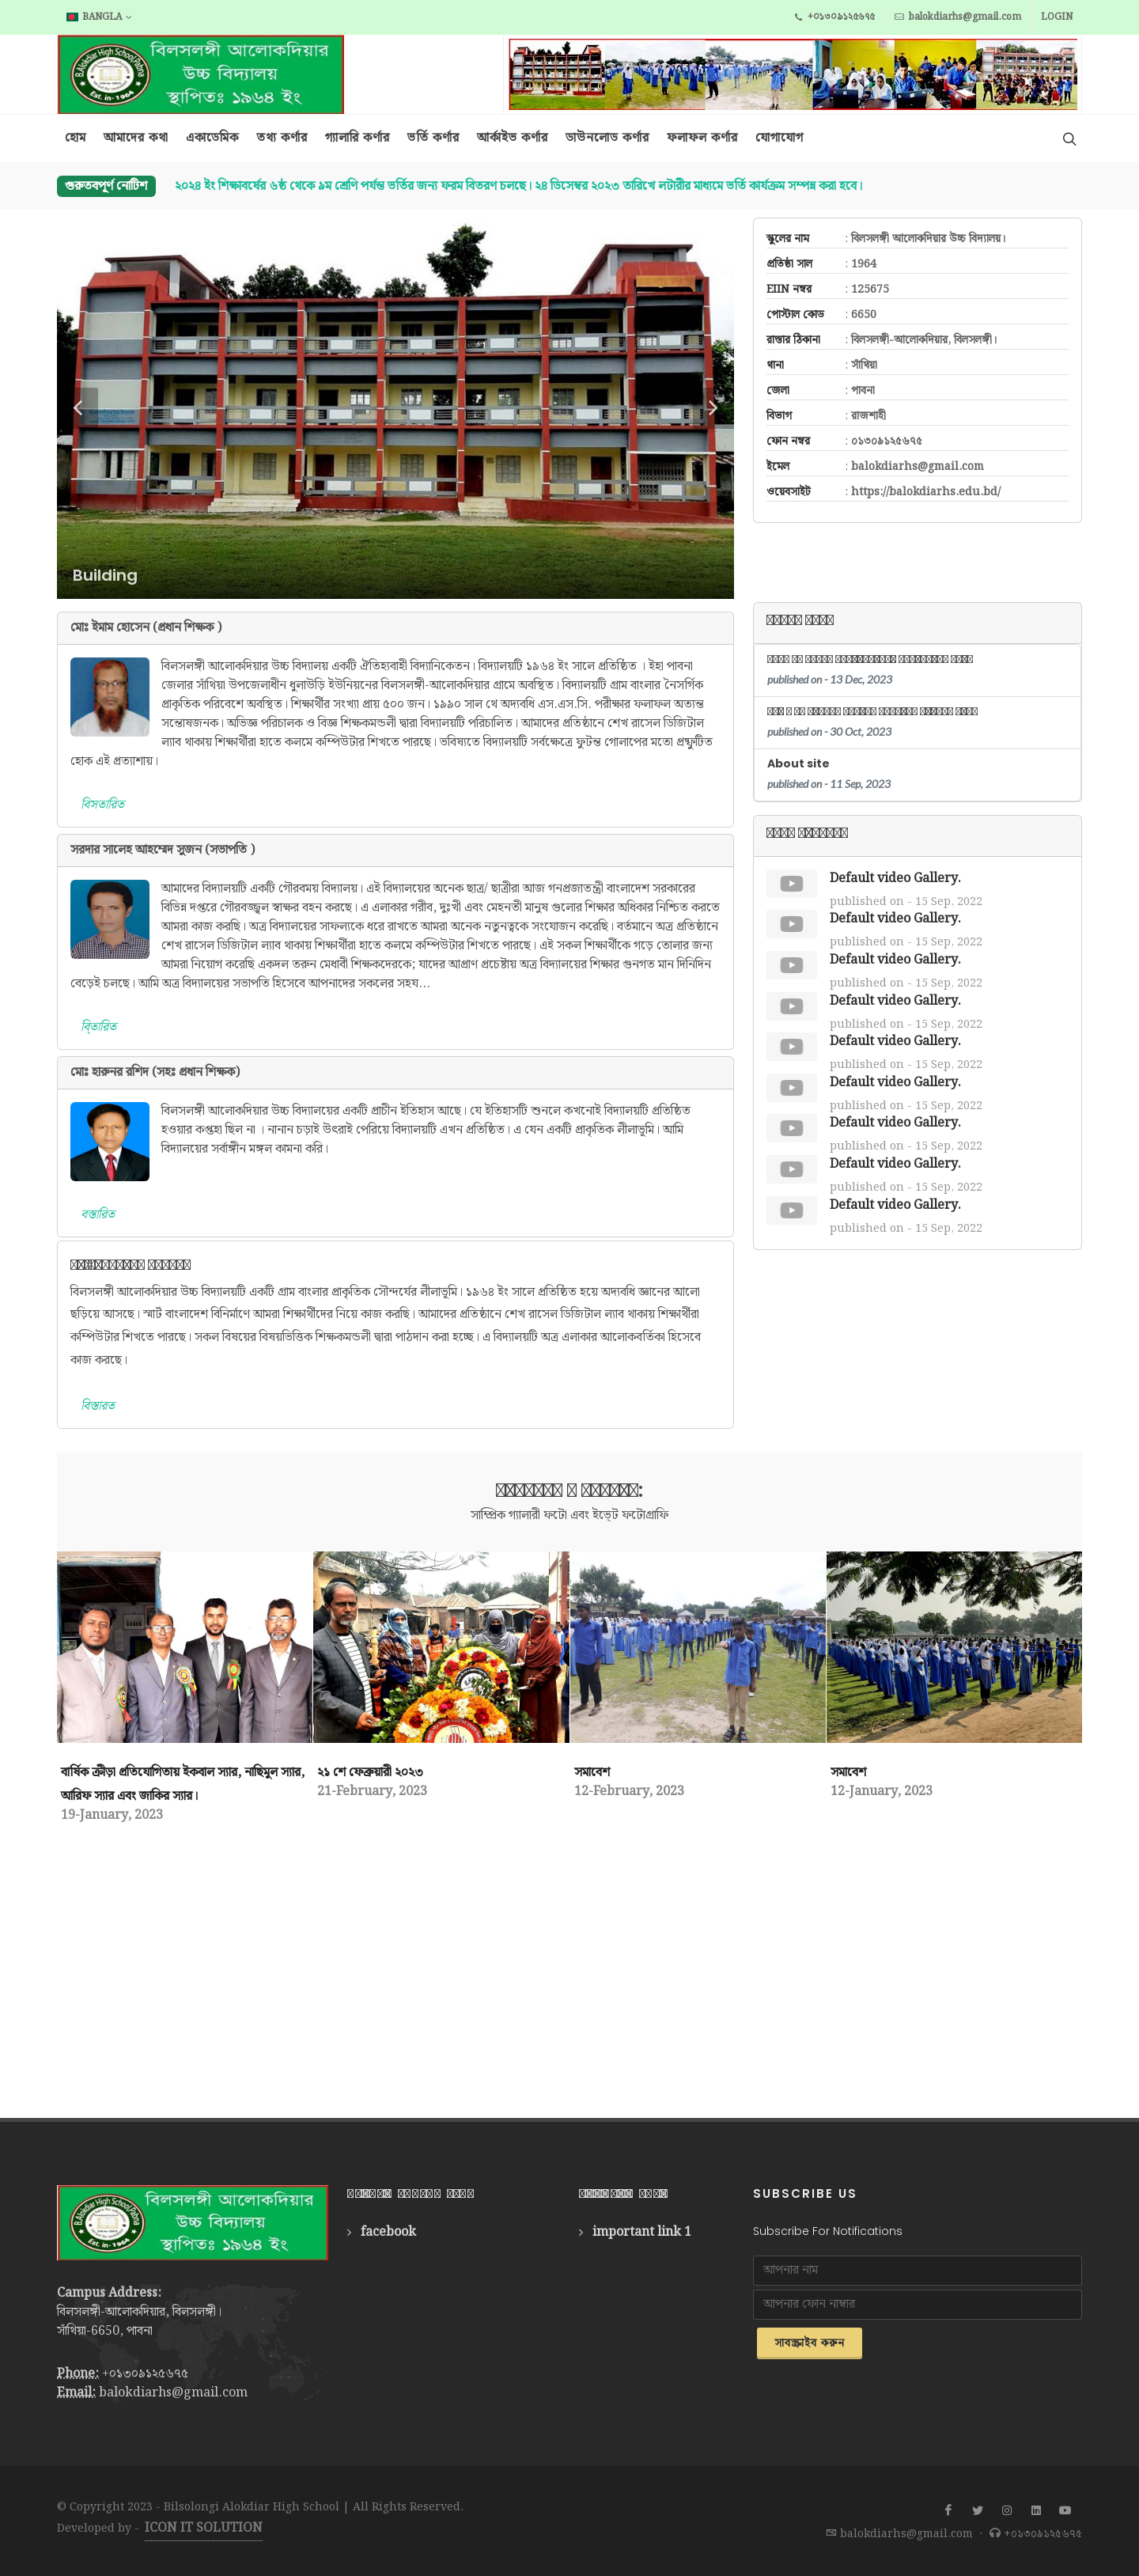 BANGLA
+০১৩০৯১২৫৬৭৫
balokdiarhs@gmail.com
LOGIN
বিলসলঙ্গী আলোকদিয়ার
উচ্চ বিদ্যালয়
স্থাপিতঃ ১৯৬৪ ইং
হোম আমাদের কথা একাডেমিক তথ্য কর্ণার গ্যালারি কর্ণার ভর্তি কর্ণার আর্কাইভ কর্ণার ডাউনলোড কর্ণার ফলাফল কর্ণার যোগাযোগ
গুরুতবপূর্ণ নোটিশ
২০২৪ ইং শিক্ষাবর্ষের ৬ষ্ঠ থেকে ৯ম শ্রেণি পর্যন্ত ভর্তির জন্য ফরম বিতরণ চলছে। ২৪ ডিসেম্বর ২০২৩ তারিখে লটারীর মাধ্যমে ভর্তি কার্যক্রম সম্পন্ন করা হবে।
Building
স্কুলের নাম : বিলসলঙ্গী আলোকদিয়ার উচ্চ বিদ্যালয়।
প্রতিষ্ঠা সাল : 1964
EIIN নম্বর : 125675
পোস্টাল কোড : 6650
রাস্তার ঠিকানা : বিলসলঙ্গী-আলোকদিয়ার, বিলসলঙ্গী।
থানা : সাঁথিয়া
জেলা : পাবনা
বিভাগ : রাজশাহী
ফোন নম্বর : ০১৩০৯১২৫৬৭৫
ইমেল : balokdiarhs@gmail.com
ওয়েবসাইট : https://balokdiarhs.edu.bd/
মোঃ ইমাম হোসেন (প্রধান শিক্ষক )
বিলসলঙ্গী আলোকদিয়ার উচ্চ বিদ্যালয় একটি ঐতিহ্যবাহী বিদ্যানিকেতন। বিদ্যালয়টি ১৯৬৪ ইং সালে প্রতিষ্ঠিত । ইহা পাবনা
জেলার সাঁথিয়া উপজেলাধীন ধুলাউড়ি ইউনিয়নের বিলসলঙ্গী-আলোকদিয়ার গ্রামে অবস্থিত। বিদ্যালয়টি গ্রাম বাংলার নৈসর্গিক
প্রাকৃতিক পরিবেশে অবস্থিত। শিক্ষার্থীর সংখ্যা প্রায় ৫০০ জন। ১৯৯০ সাল থে অদ্যবধি এস.এস.সি. পরীক্ষার ফলাফল অত্যন্ত
সন্তোষজনক। অভিজ্ঞ পরিচালক ও বিজ্ঞ শিক্ষকমন্ডলী দ্বারা বিদ্যালয়টি পরিচালিত। আমাদের প্রতিষ্ঠানে শেখ রাসেল ডিজিটাল
ল্যাব থাকায় শিক্ষার্থীরা হাতে কলমে কম্পিউটার শিখতে পারছে। ভবিষ্যতে বিদ্যালয়টি সর্বক্ষেত্রে ফুটন্ত গোলাপের মতো প্রষ্ফুটিত
হোক এই প্রত্যাশায়।
বিসতারিত
published on - 13 Dec, 2023
published on - 30 Oct, 2023
About site
published on - 11 Sep, 2023
সরদার সালেহ আহম্মেদ সুজন (সভাপতি )
আমাদের বিদ্যালয়টি একটি গৌরবময় বিদ্যালয়। এই বিদ্যালয়ের অনেক ছাত্র/ ছাত্রীরা আজ গনপ্রজাতন্ত্রী বাংলাদেশ সরকারের
বিভিন্ন দপ্তরে গৌরবজ্জ্বল স্বাক্ষর বহন করছে। এ এলাকার গরীব, দুঃখী এবং মেহনতী মানুষ গুলোর শিক্ষার অধিকার নিশ্চিত করতে
আমরা কাজ করছি। অত্র বিদ্যালয়ের সাফল্যকে ধরে রাখতে আমরা অনেক নতুনত্বকে সংযোজন করেছি। বর্তমানে অত্র প্রতিষ্ঠানে
শেখ রাসেল ডিজিটাল ল্যাব থাকায় শিক্ষার্থীরা হাতে কলমে কম্পিউটার শিখতে পারছে। এই সকল শিক্ষার্থীকে গড়ে তোলার জন্য
আমরা নিয়োগ করেছি একদল তরুন মেধাবী শিক্ষকদেরকে; যাদের আপ্রাণ প্রচেষ্টায় অত্র বিদ্যালয়ের শিক্ষার গুনগত মান দিনিদিন
বেড়েই চলছে। আমি অত্র বিদ্যালয়ের সভাপতি হিসেবে আপনাদের সকলের সহয...
বি্তারিত
Default video Gallery.
published on - 15 Sep, 2022
Default video Gallery.
published on - 15 Sep, 2022
Default video Gallery.
published on - 15 Sep, 2022
Default video Gallery.
published on - 15 Sep, 2022
Default video Gallery.
published on - 15 Sep, 2022
Default video Gallery.
published on - 15 Sep, 2022
Default video Gallery.
published on - 15 Sep, 2022
Default video Gallery.
published on - 15 Sep, 2022
Default video Gallery.
published on - 15 Sep, 2022
মোঃ হারুনর রশিদ (সহঃ প্রধান শিক্ষক)
বিলসলঙ্গী আলোকদিয়ার উচ্চ বিদ্যালয়ের একটি প্রাচীন ইতিহাস আছে। যে ইতিহাসটি শুনলে কখনোই বিদ্যালয়টি প্রতিষ্ঠিত
হওয়ার কপ্তহা ছিল না । নানান চড়াই উৎরাই পেরিয়ে বিদ্যালয়টি এখন প্রতিষ্ঠিত। এ যেন একটি প্রাকৃতিক লীলাভূমি। আমি
বিদ্যালয়ের সর্বাঙ্গীন মঙ্গল কামনা করি।
বস্তারিত
বিলসলঙ্গী আলোকদিয়ার উচ্চ বিদ্যালয়টি একটি গ্রাম বাংলার প্রাকৃতিক সৌন্দর্যের লীলাভূমি। ১৯৬৪ ইং সালে প্রতিষ্ঠিত হয়ে অদ্যবধি জ্ঞানের আলো
ছড়িয়ে আসছে। স্মার্ট বাংলাদেশ বিনির্মাণে আমরা শিক্ষার্থীদের নিয়ে কাজ করছি। আমাদের প্রতিষ্ঠানে শেখ রাসেল ডিজিটাল ল্যাব থাকায় শিক্ষার্থীরা
কম্পিউটার শিখতে পারছে। সকল বিষয়ের বিষয়ভিত্তিক শিক্ষকমন্ডলী দ্বারা পাঠদান করা হচ্ছে। এ বিদ্যালয়টি অত্র এলাকার আলোকবর্তিকা হিসেবে
কাজ করছে।
বিস্তারত
সাম্প্রিক গ্যালারী ফটো এবং ইভে্ট ফটোগ্রাফি
বার্ষিক ক্রীড়া প্রতিযোগিতায় ইকবাল স্যার, নাছিমুল স্যার,
আরিফ স্যার এবং জাকির স্যার।
19-January, 2023
২১ শে ফেব্রুয়ারী ২০২৩
21-February, 2023
সমাবেশ
12-February, 2023
সমাবেশ
12-January, 2023
বিলসলঙ্গী আলোকদিয়ার
উচ্চ বিদ্যালয়
স্থাপিতঃ ১৯৬৪ ইং
Campus Address:
বিলসলঙ্গী-আলোকদিয়ার, বিলসলঙ্গী।
সাঁথিয়া-6650, পাবনা
Phone: +০১৩০৯১২৫৬৭৫
Email: balokdiarhs@gmail.com
facebook
important link 1
SUBSCRIBE US
Subscribe For Notifications
আপনার নাম
আপনার ফোন নাম্বার
সাবস্ক্রাইব করুন
© Copyright 2023 - Bilsolongi Alokdiar High School | All Rights Reserved.
Developed by - ICON IT SOLUTION
balokdiarhs@gmail.com · +০১৩০৯১২৫৬৭৫